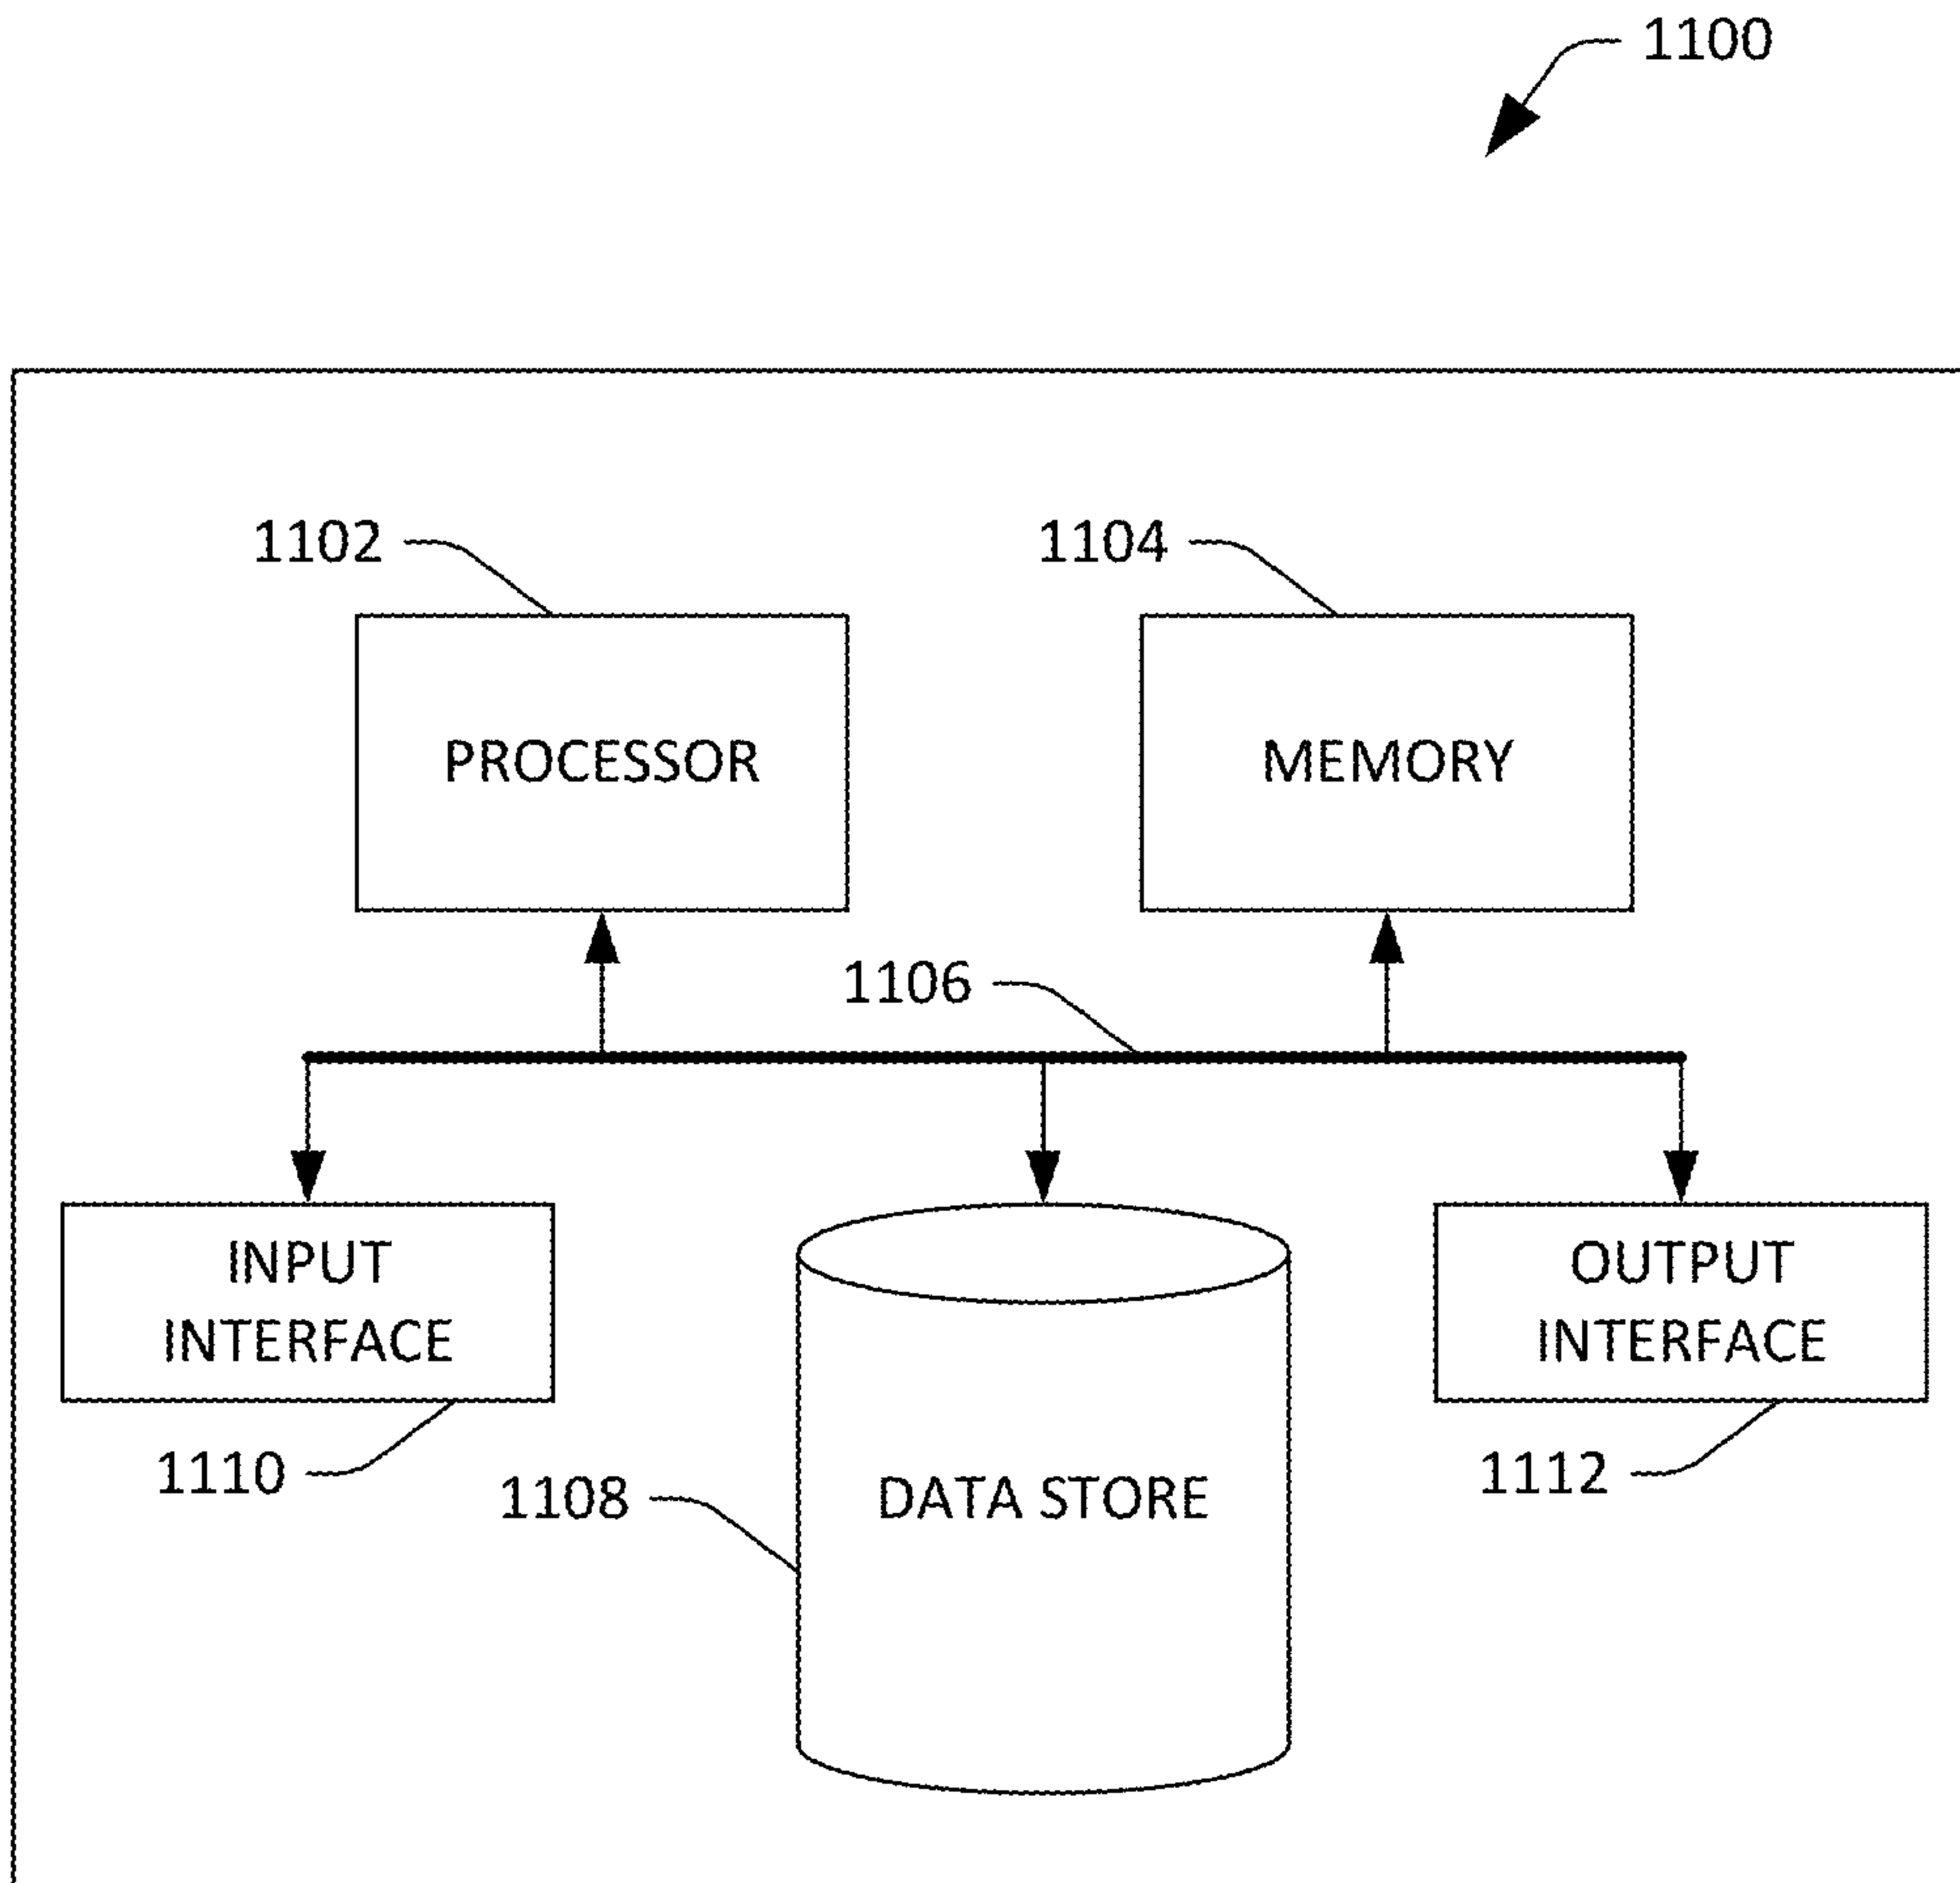 1100
1102
1104
PROCESSOR
MEMORY
1106
INPUT
INTERFACE
OUTPUT
INTERFACE
1110
1108
DATA STORE
1112